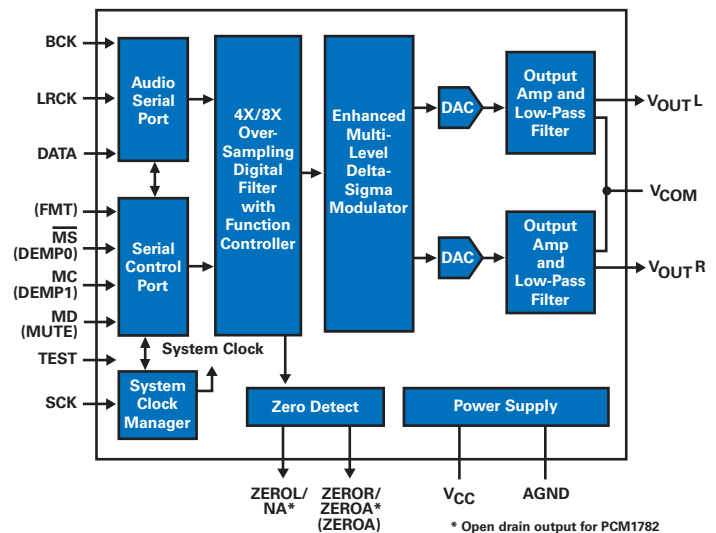 BCK
LRCK
DATA
(FMT)
MS
(DEMP0)
MC
(DEMP1)
MD
(MUTE)
TEST
SCK
Audio
Serial
Port
Serial
Control
Port
System Clock
System
Clock
Manager
4X/8X
Over-
Sampling
Digital
Filter
with
Function
Controller
Enhanced
Multi-
Level
Delta-
Sigma
Modulator
DAC
DAC
Output
Amp and
Low-Pass
Filter
Output
Amp
and
Low-Pass
Filter
VOUT L
VCOM
VOUT R
Zero Detect
Power Supply
ZEROL/
NA*
ZEROR/
ZEROA*
(ZEROA)
VCC
AGND
* Open drain output for PCM1782